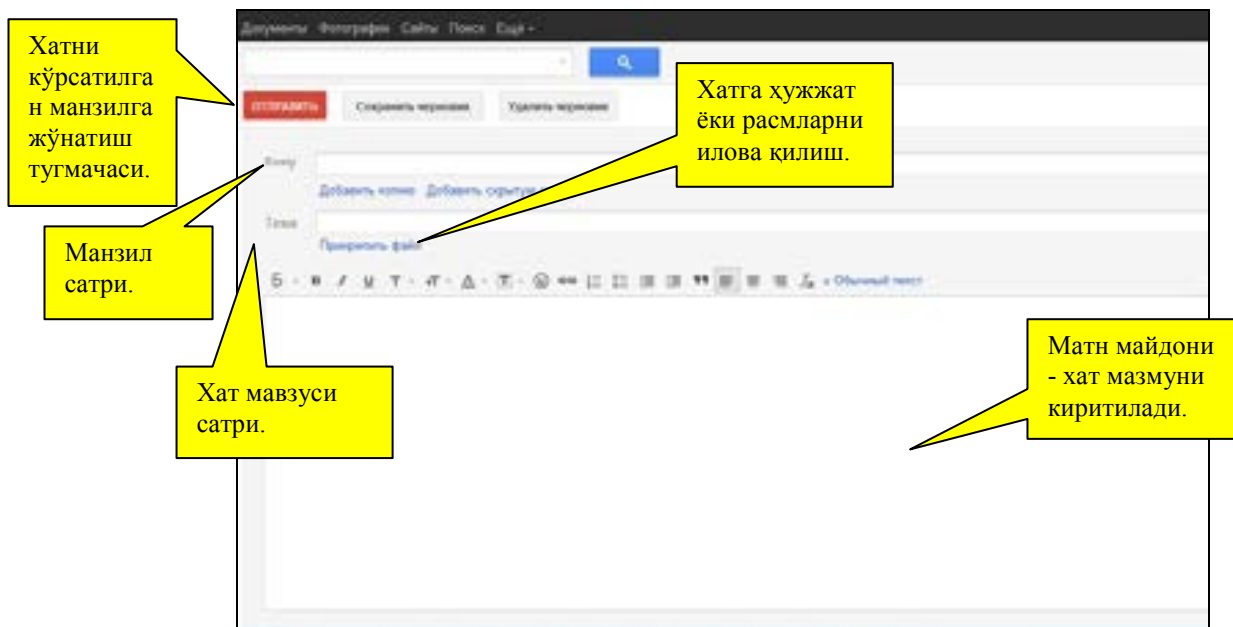 Документы Фотографии Сайты Поиск Ещё
Хатни
кўрсатилга
н манзилга
жўнатиш
тугмачаси.
ОТПРАВИТЬ Сохранить черновик Удалить черновик
Хатга ҳужжат
ёки расмларни
илова қилиш.
Кому
Добавить копию Добавить скрытую
Манзил
сатри.
Тема
Прикрепить файл
« Обычный текст
Хат мавзуси
сатри.
Матн майдони
- хат мазмуни
киритилади.